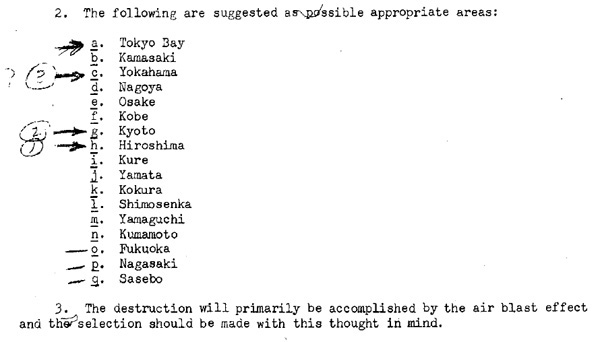 2. The following are suggested as possible appropriate areas:
a. Tokyo Bay
b. Kamasaki
? 3 c. Yokahama
d. Nagoya
e. Osake
f. Kobe
2 g. Kyoto
1 h. Hiroshima
i. Kure
j. Yamata
k. Kokura
l. Shimosenka
m. Yamaguchi
n. Kumamoto
o. Fukuoka
p. Nagasaki
q. Sasebo
3. The destruction will primarily be accomplished by the air blast effect
and the selection should be made with this thought in mind.